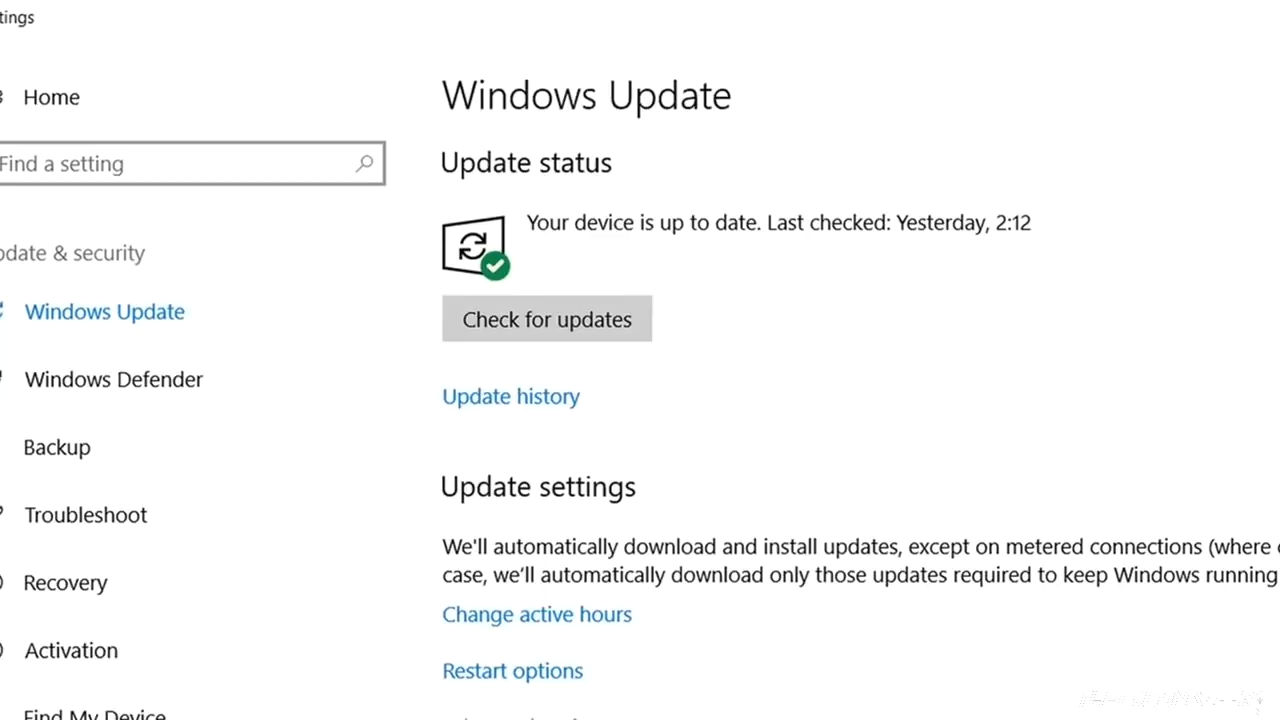 tings
Home
Find a setting
pdate & security
Windows Update
Windows Defender
Backup
Troubleshoot
Recovery
Activation
Find My Device
Windows Update
Update status
Your device is up to date. Last checked: Yesterday, 2:12
Check for updates
Update history
Update settings
We'll automatically download and install updates, except on metered connections (where
case, we'll automatically download only those updates required to keep Windows running
Change active hours
Restart options